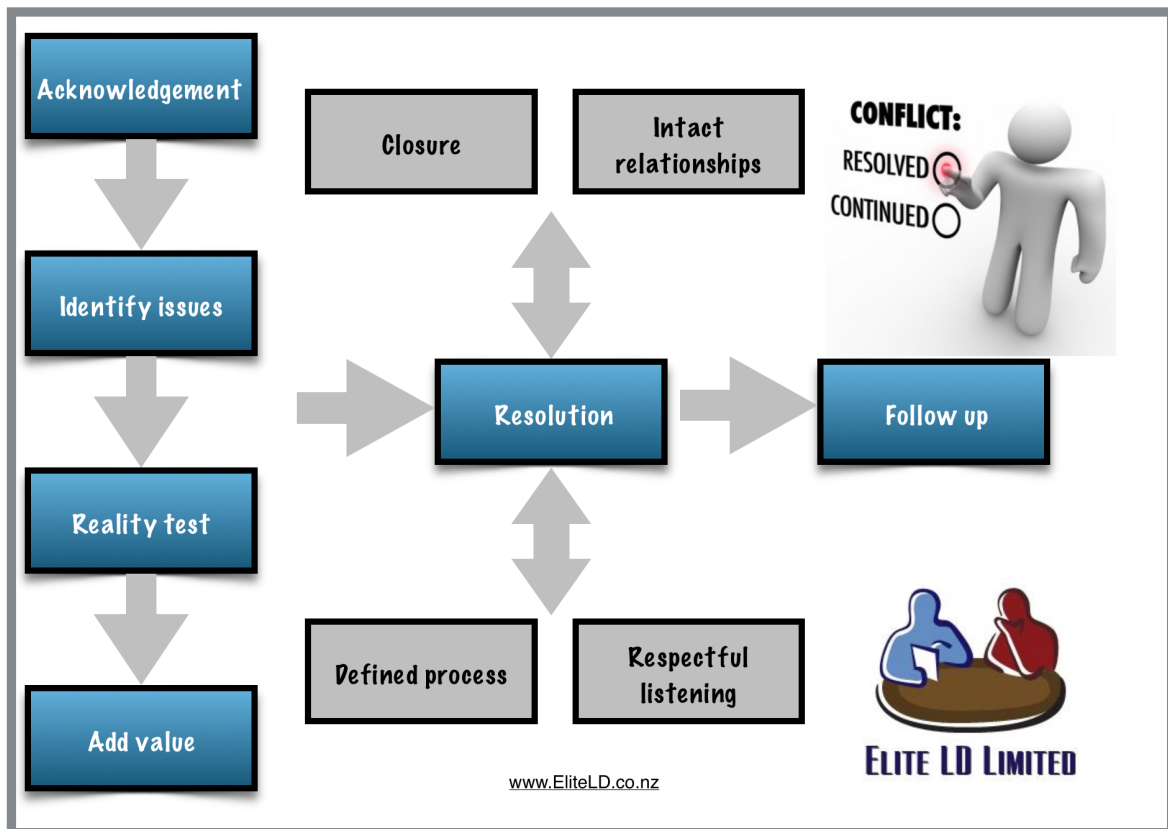 Acknowledgement
Identify issues
Reality test
Add value
Closure
Intact
relationships
Resolution
Follow up
Defined process
Respectful
listening
CONFLICT:
RESOLVED
CONTINUED
ELITE LD LIMITED
www.EliteLD.co.nz